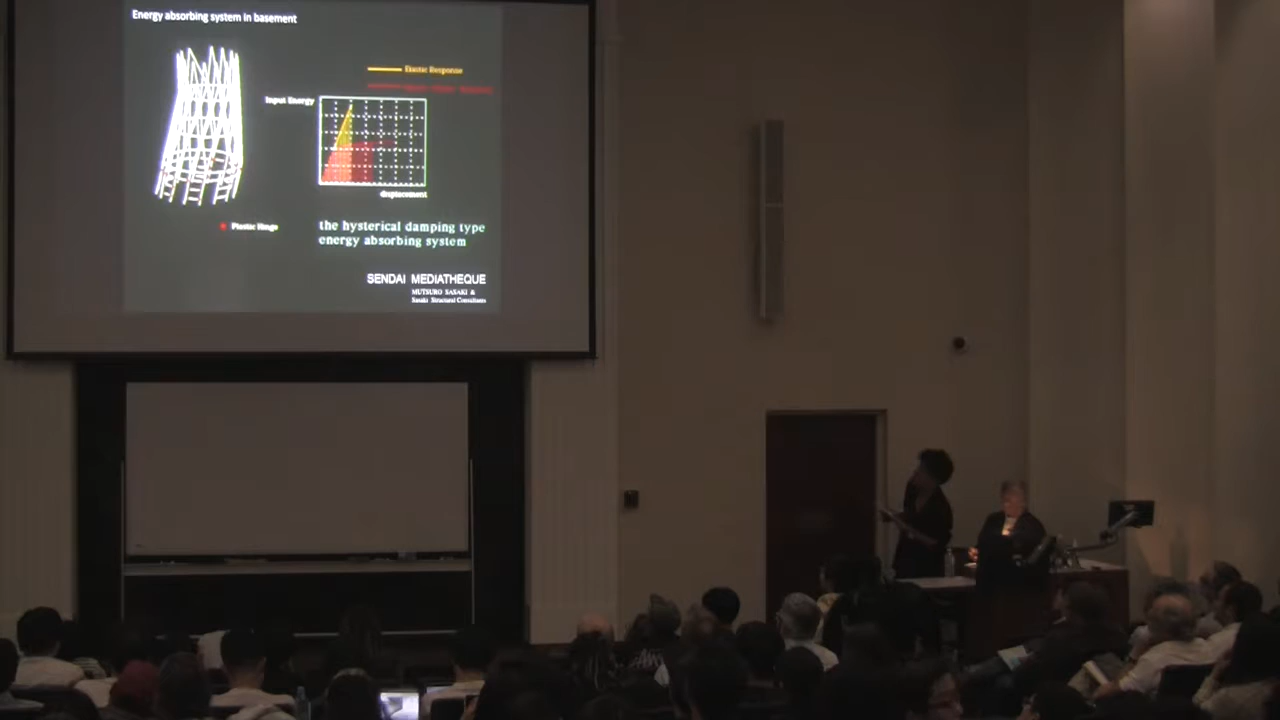 Energy absorbing system in basement
Elastic Response
Input Energy
displacement
Plastic Hinge
the hysterical damping type
energy absorbing system
SENDAI MEDIATHEQUE
MUTSURO SASAKI &
Sasaki Structural Consultants